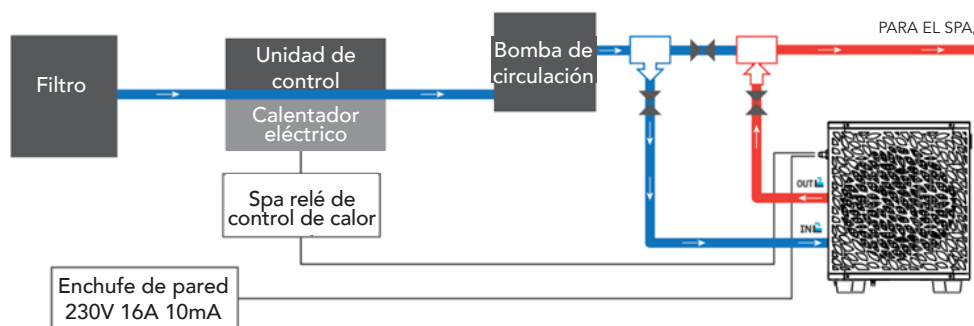 Filtro
Unidad de
control
Calentador
eléctrico
Bomba de
circulación
PARA EL SPA,
Spa relé de
control de calor
OUT
IN
Enchufe de pared
230V 16A 10mA